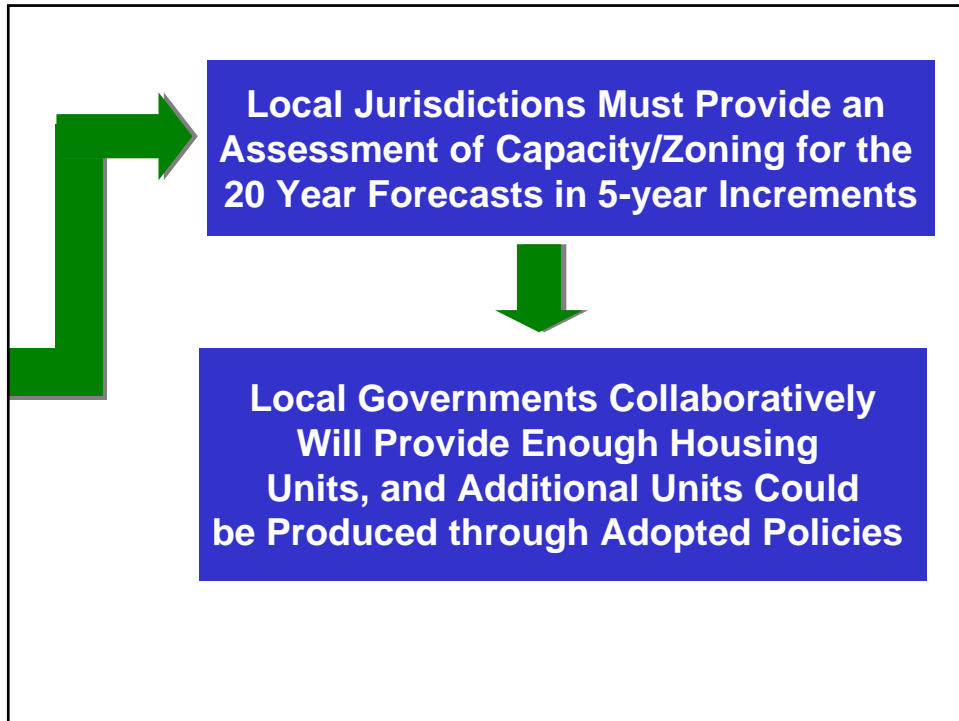 Local Jurisdictions Must Provide an
Assessment of Capacity/Zoning for the
20 Year Forecasts in 5-year Increments
Local Governments Collaboratively
Will Provide Enough Housing
Units, and Additional Units Could
be Produced through Adopted Policies